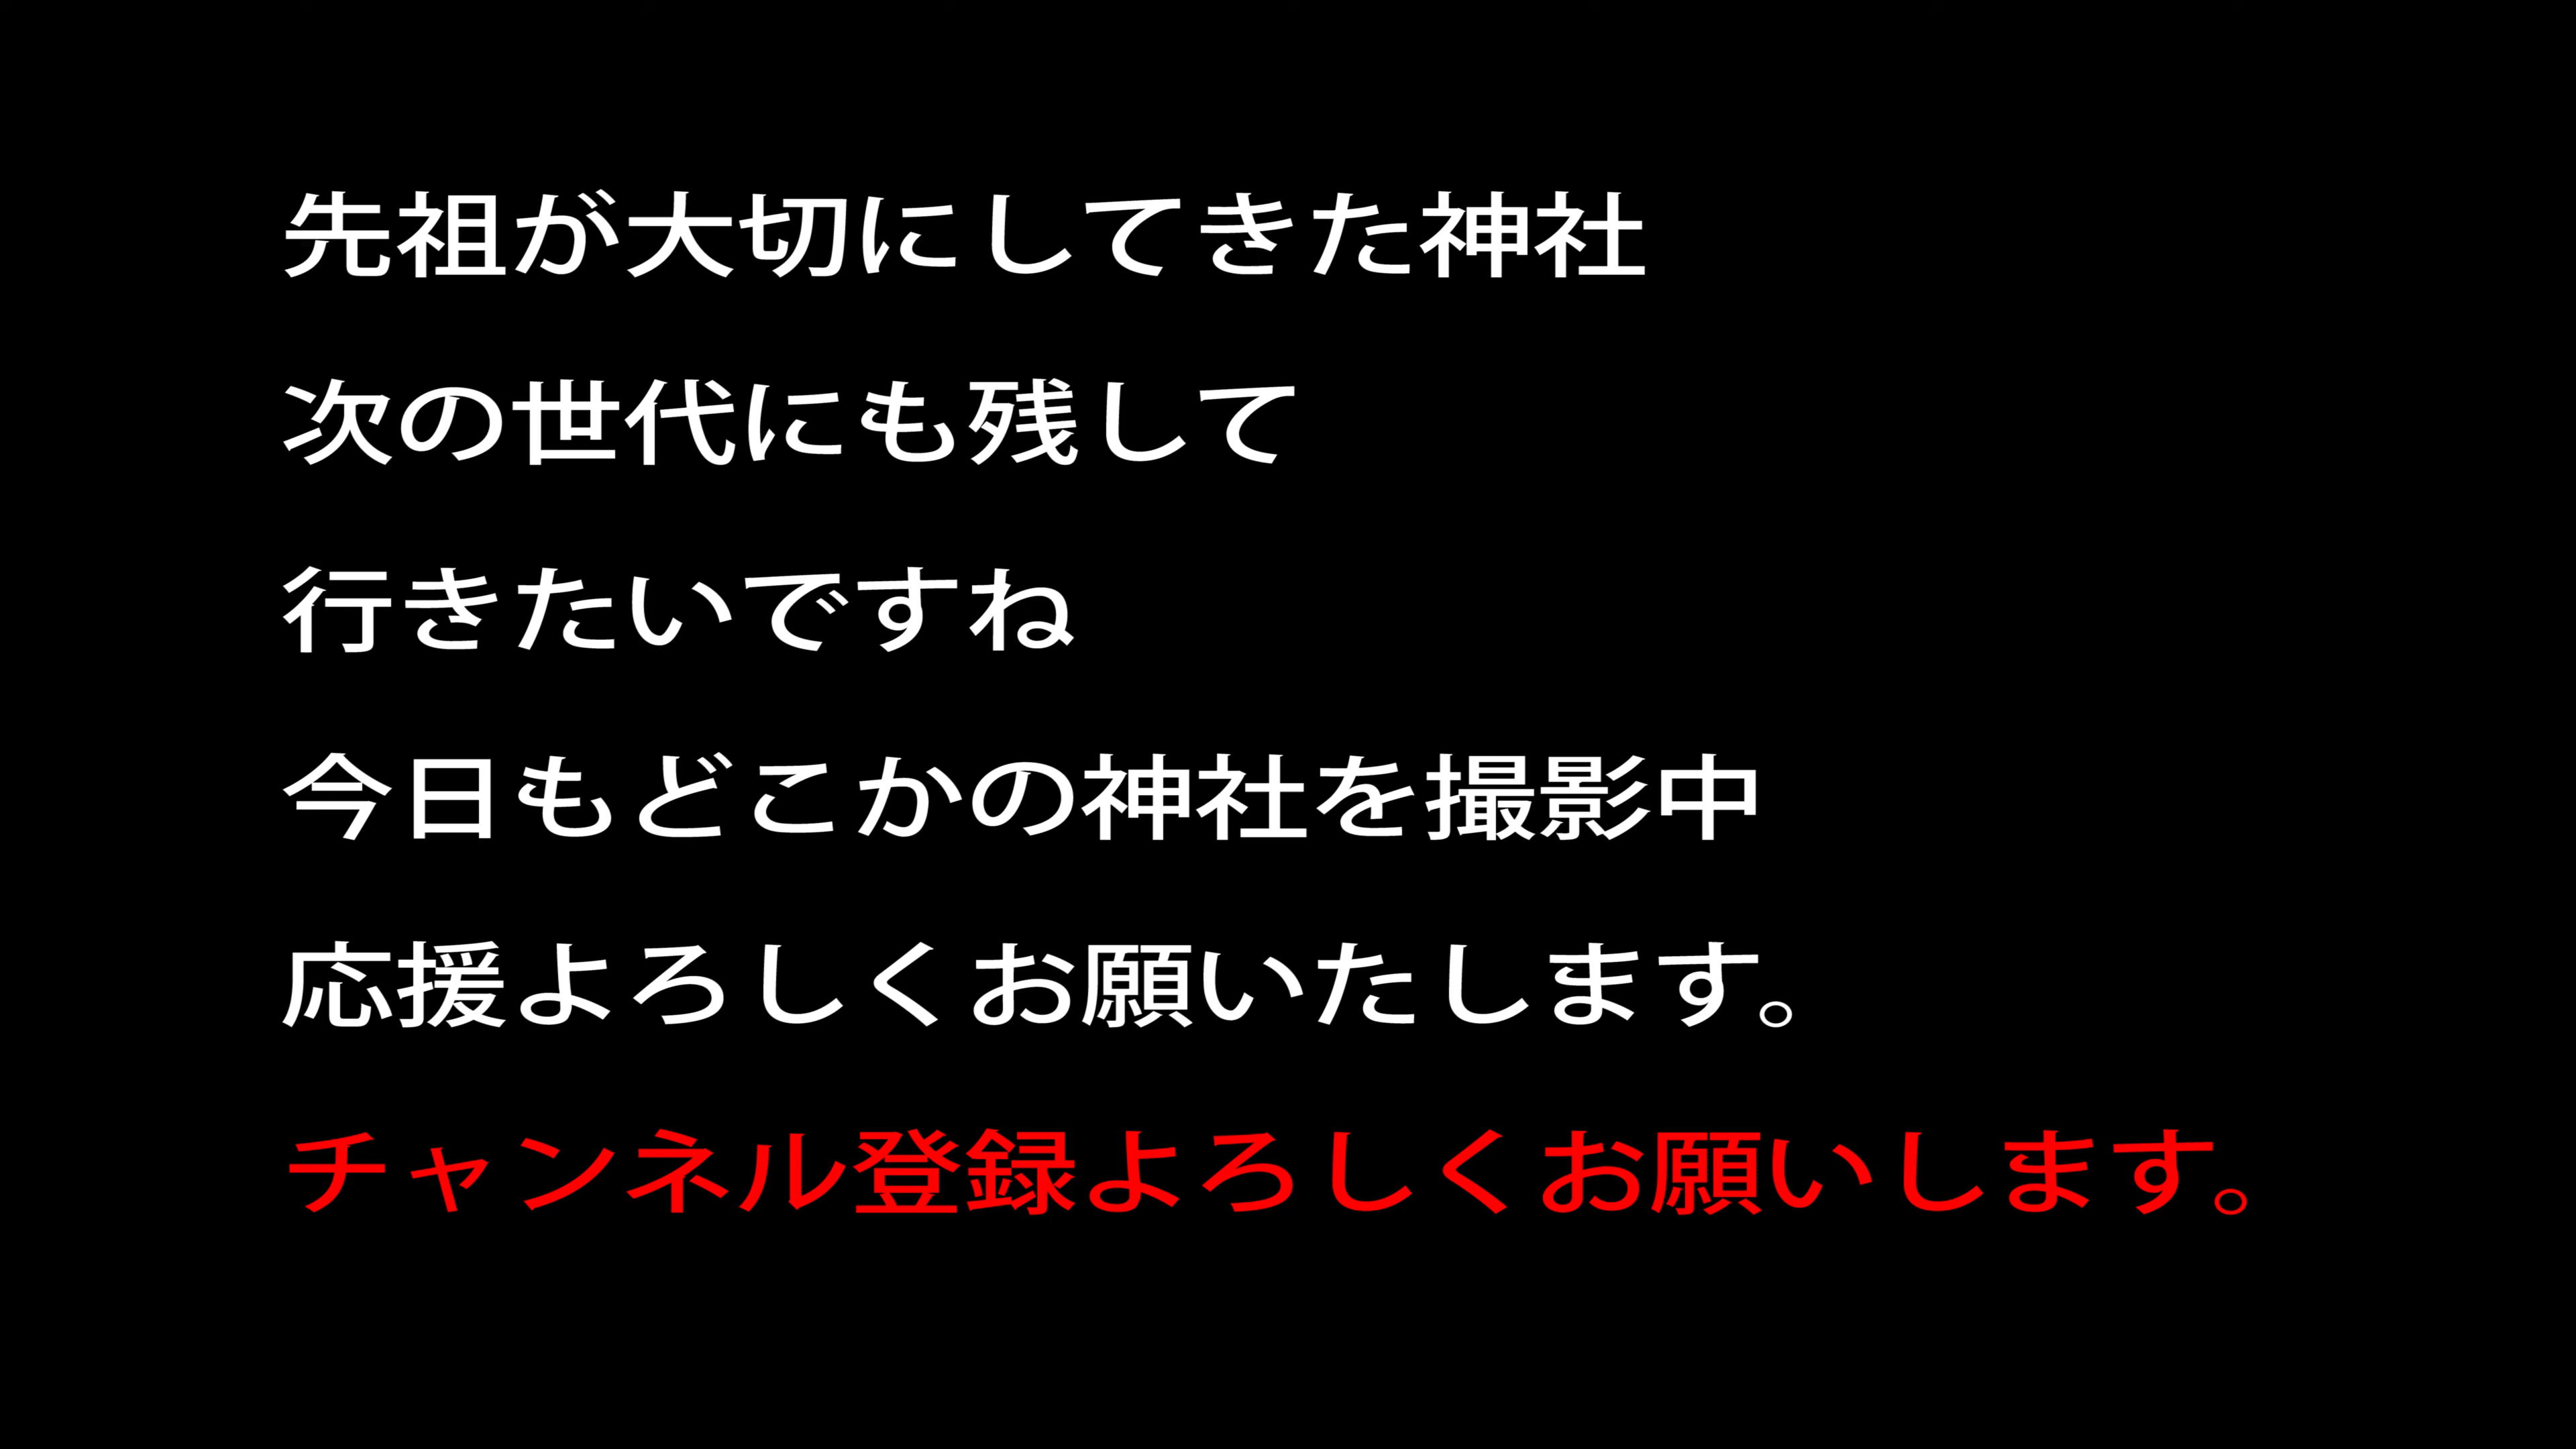 先祖が大切にしてきた神社
次の世代にも残して
行きたいですね
今日もどこかの神社を撮影中
応援よろしくお願いたします。
チャンネル登録よろしくお願いします。